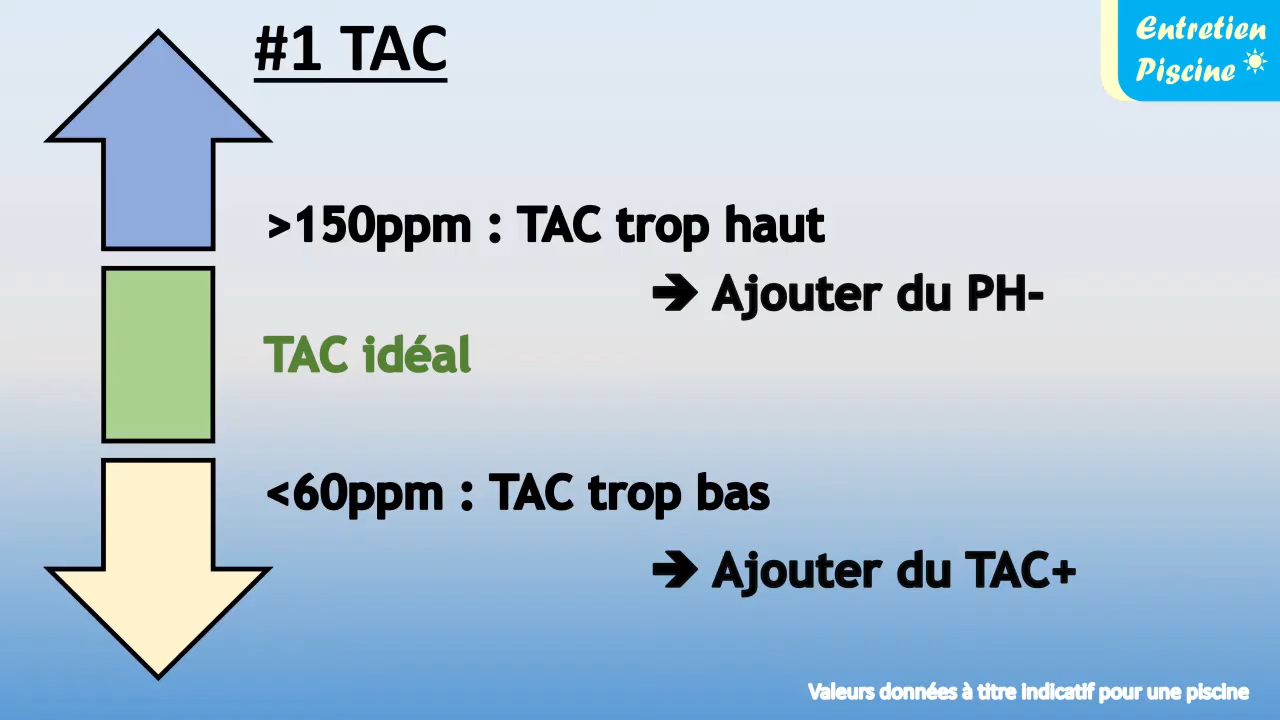 #1 TAC
Entretien
Piscine
>150ppm : TAC trop haut
➔ Ajouter du PH-
TAC idéal
<60ppm : TAC trop bas
➔ Ajouter du TAC+
Valeurs données à titre indicatif pour une piscine